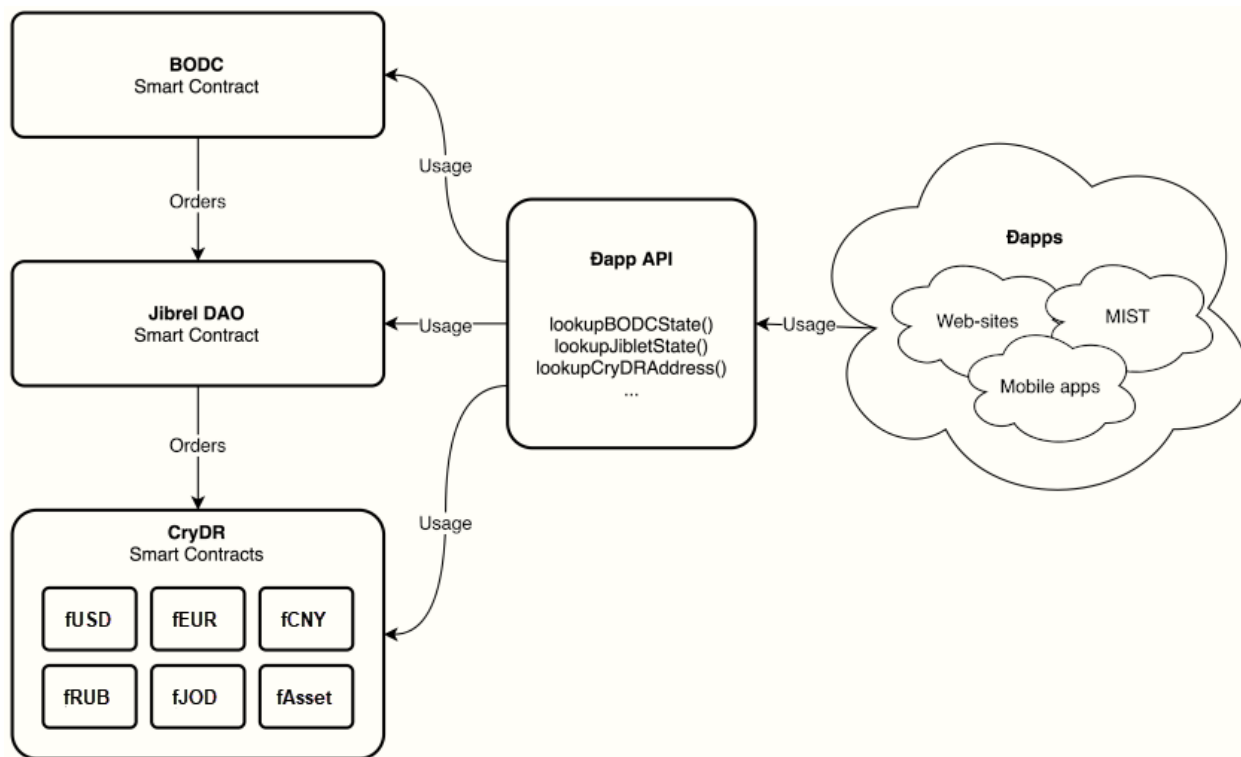 BODC
Smart Contract
Usage
Orders
Đapp API
Đapps
Jibrel DAO
Smart Contract
Usage
lookupBODCState()
lookupJibletState()
lookupCryDRAddress()
...
Usage
Web-sites
MIST
Mobile apps
Orders
CryDR
Smart Contracts
Usage
fUSD
fEUR
fCNY
fRUB
fJOD
fAsset